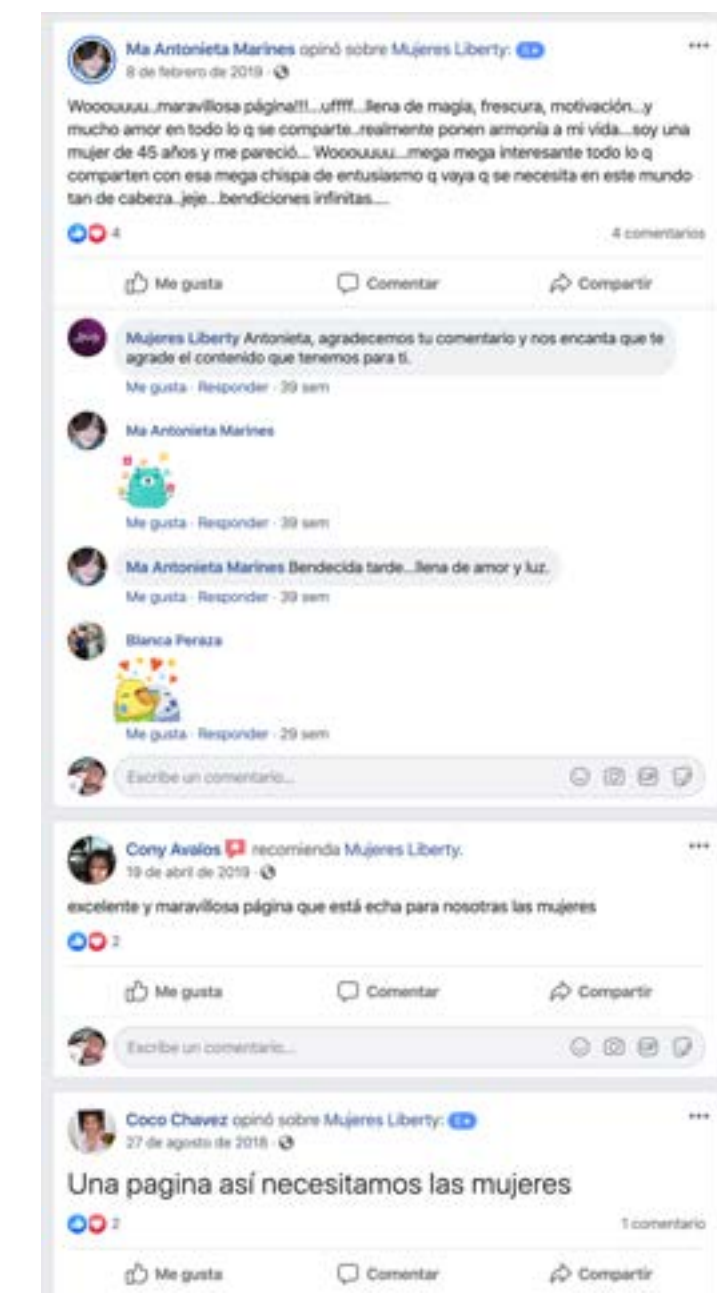 Ma Antonieta Marines opinó sobre Mujeres Liberty:
8 de febrero de 2019 ·
Wooouuuu..maravillosa página!!!...uffff...llena de magia, frescura, motivación...y
mucho amor en todo lo q se comparte..realmente ponen armonía a mi vida....soy una
mujer de 45 años y me pareció.... Wooouuuu....mega mega interesante todo lo q
comparten con esa mega chispa de entusiasmo q vaya q se necesita en este mundo
tan de cabeza..jeje...bendiciones infinitas....
4
4 comentarios
Me gusta Comentar Compartir
Mujeres Liberty Antonieta, agradecemos tu comentario y nos encanta que te
agrade el contenido que tenemos para ti.
Me gusta · Responder · 39 sem
Ma Antonieta Marines
Me gusta · Responder · 39 sem
Ma Antonieta Marines Bendecida tarde...llena de amor y luz.
Me gusta · Responder · 39 sem
Blanca Peraza
Me gusta · Responder · 29 sem
Escribe un comentario...
Cony Avalos recomienda Mujeres Liberty.
19 de abril de 2019 ·
excelente y maravillosa página que está echa para nosotras las mujeres
2
Me gusta Comentar Compartir
Escribe un comentario...
Coco Chavez opinó sobre Mujeres Liberty:
27 de agosto de 2018 ·
Una pagina así necesitamos las mujeres
2
1 comentario
Me gusta Comentar Compartir